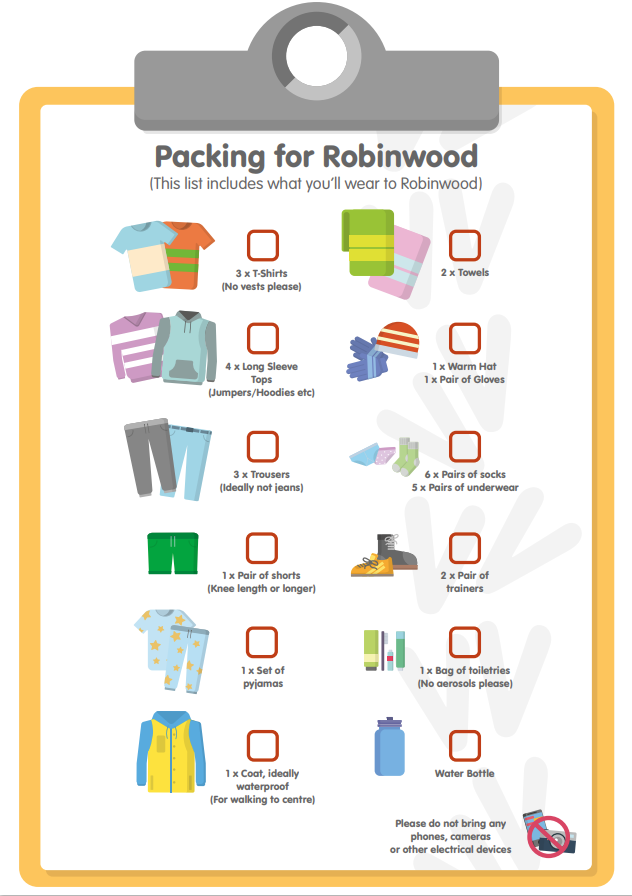 Packing for Robinwood
(This list includes what you'll wear to Robinwood)
3 x T-Shirts
(No vests please)
2 x Towels
4 x Long Sleeve
Tops
(Jumpers/Hoodies etc)
1 x Warm Hat
1 x Pair of Gloves
3 x Trousers
(Ideally not jeans)
6 x Pairs of socks
5 x Pairs of underwear
1 x Pair of shorts
(Knee length or longer)
2 x Pair of
trainers
1 x Set of
pyjamas
1 x Bag of toiletries
(No aerosols please)
1 x Coat, ideally
waterproof
(For walking to centre)
Water Bottle
Please do not bring any
phones, cameras
or other electrical devices